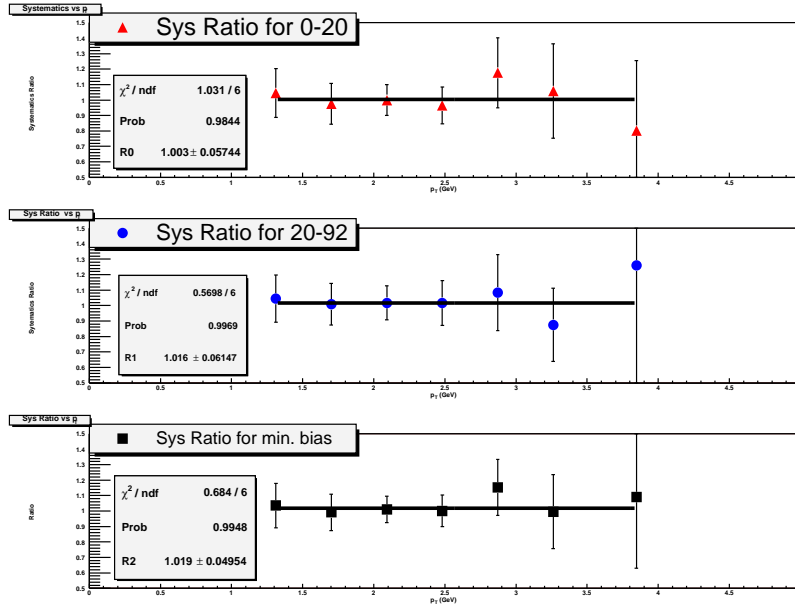 Systematics vs p
Sys Ratio for 0-20
χ² / ndf 1.031 / 6
Prob 0.9844
R0 1.003 ± 0.05744
Systematics Ratio
1.5
1.4
1.3
1.2
1.1
1
0.9
0.8
0.7
0.6
0.5
0 0.5 1 1.5 2 2.5 3 3.5 4 4.5
p_T (GeV)
Sys Ratio vs p
Sys Ratio for 20-92
χ² / ndf 0.5698 / 6
Prob 0.9969
R1 1.016 ± 0.06147
Systematics Ratio
1.5
1.4
1.3
1.2
1.1
1
0.9
0.8
0.7
0.6
0.5
0 0.5 1 1.5 2 2.5 3 3.5 4 4.5
p_T (GeV)
Sys Ratio vs p
Sys Ratio for min. bias
χ² / ndf 0.684 / 6
Prob 0.9948
R2 1.019 ± 0.04954
Ratio
1.5
1.4
1.3
1.2
1.1
1
0.9
0.8
0.7
0.6
0.5
0 0.5 1 1.5 2 2.5 3 3.5 4 4.5
p_T (GeV)